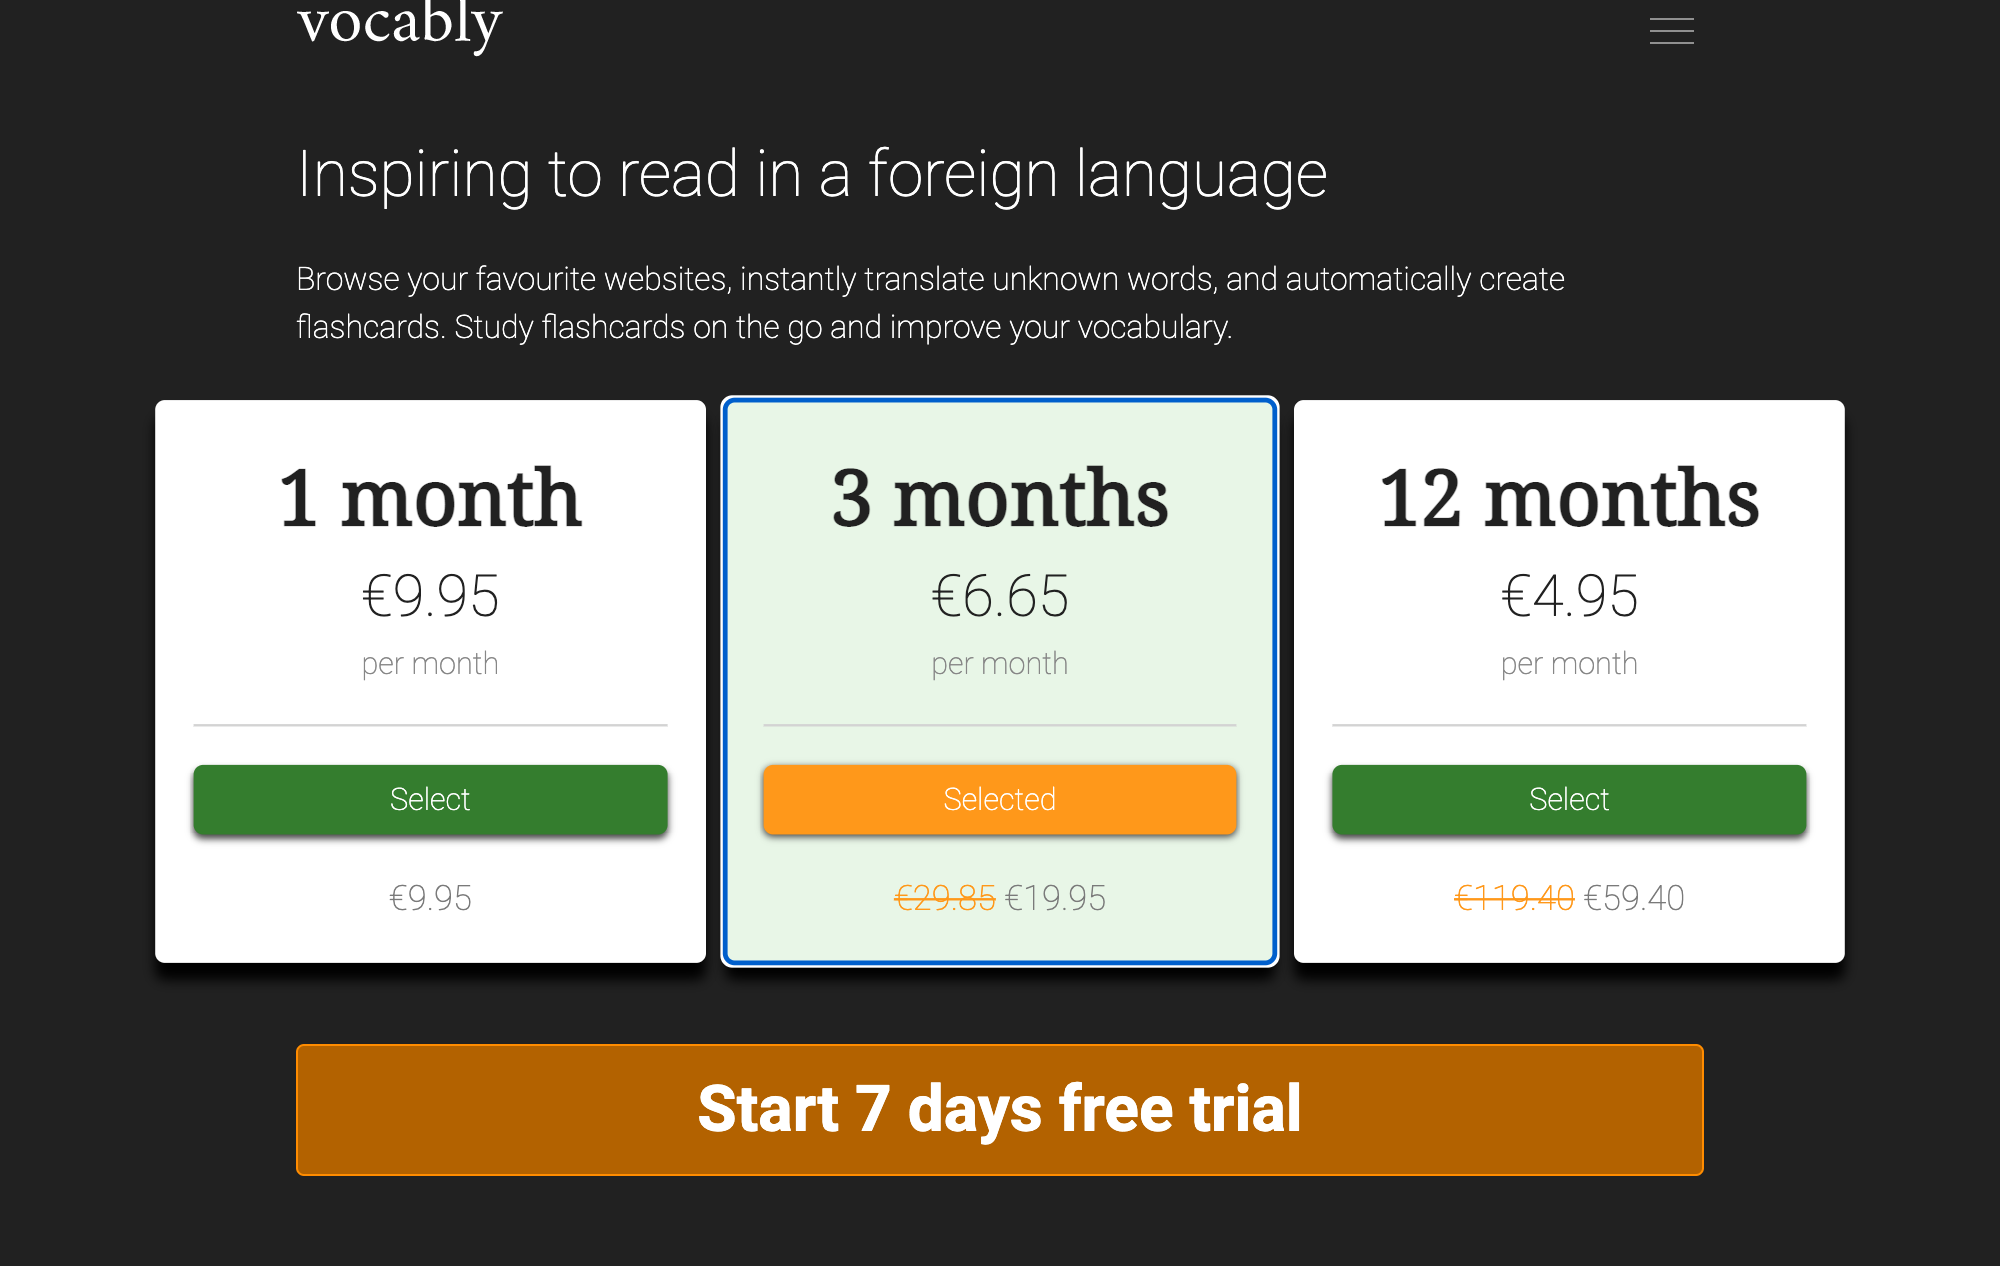 vocably
Inspiring to read in a foreign language
Browse your favourite websites, instantly translate unknown words, and automatically create
flashcards. Study flashcards on the go and improve your vocabulary.
1 month
€9.95
per month
Select
€9.95
3 months
€6.65
per month
Selected
€29.85 €19.95
12 months
€4.95
per month
Select
€119.40 €59.40
Start 7 days free trial